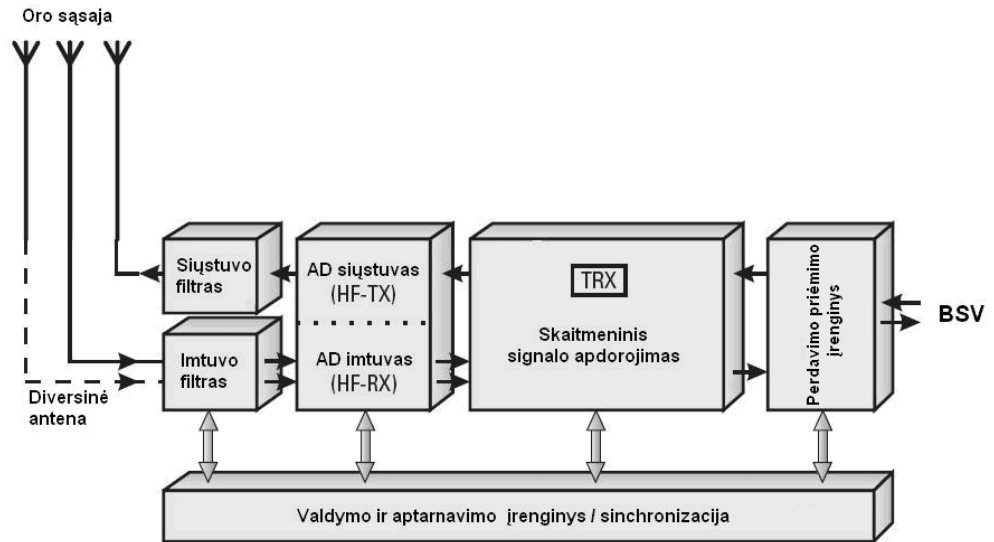 Oro sąsaja
Siųstuvo
filtras
AD siųstuvas
(HF-TX)
TRX
Skaitmeninis
signalo apdorojimas
Perdavimo priėmimo
įrenginys
BSV
Imtuvo
filtras
AD imtuvas
(HF-RX)
Diversinė
antena
Valdymo ir aptarnavimo įrenginys / sinchronizacija